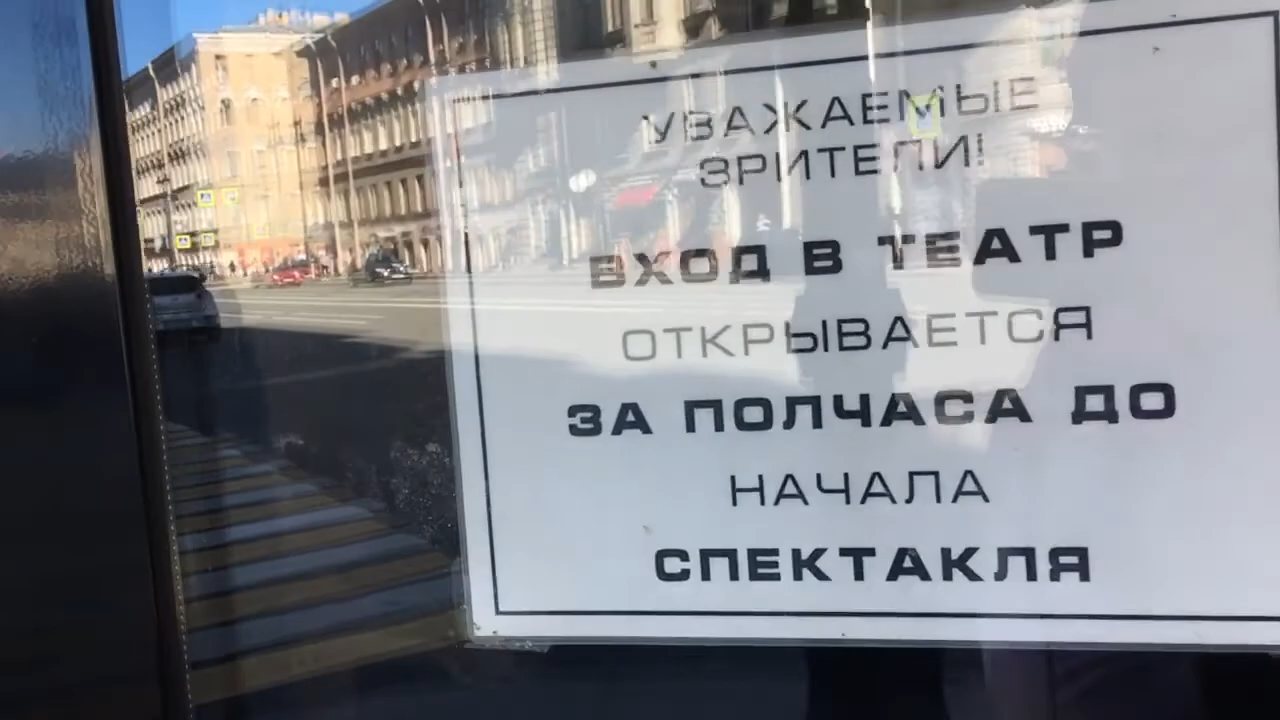 УВАЖАЕМЫЕ
ЗРИТЕЛИ!
ВХОД В ТЕАТР
ОТКРЫВАЕТСЯ
ЗА ПОЛЧАСА ДО
НАЧАЛА
СПЕКТАКЛЯ